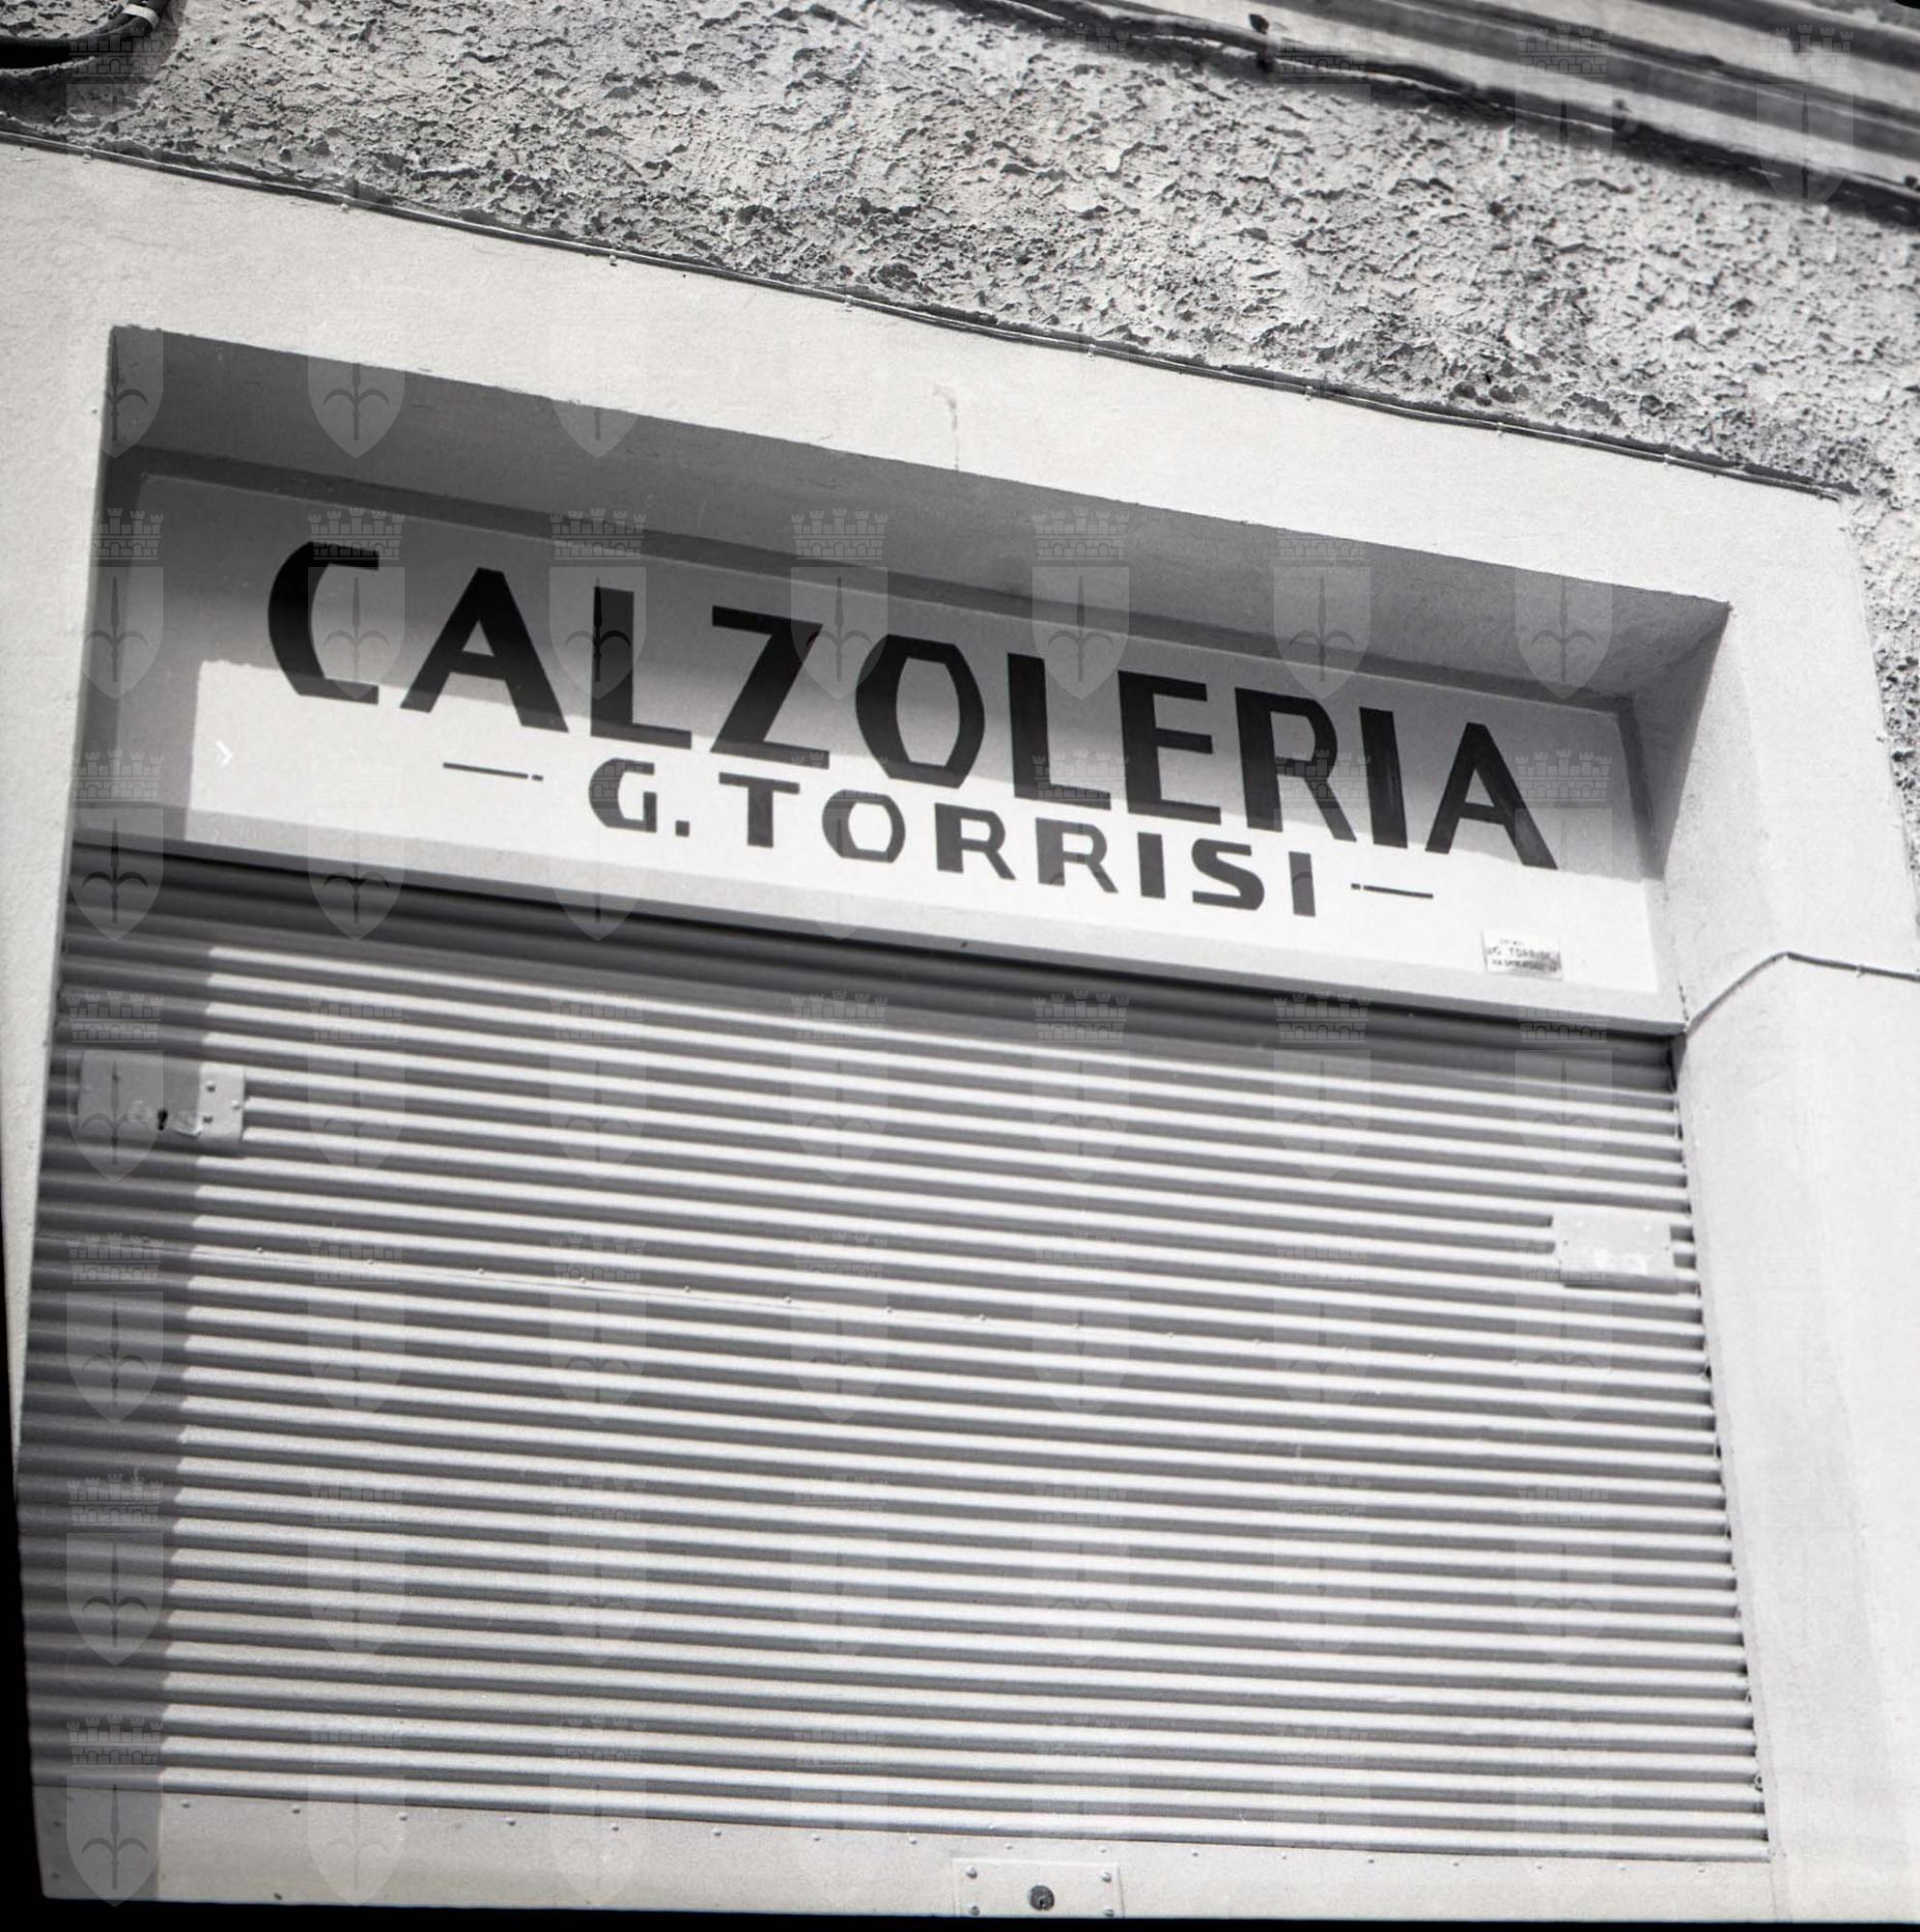 CALZOLERIA
— G. TORRISI —